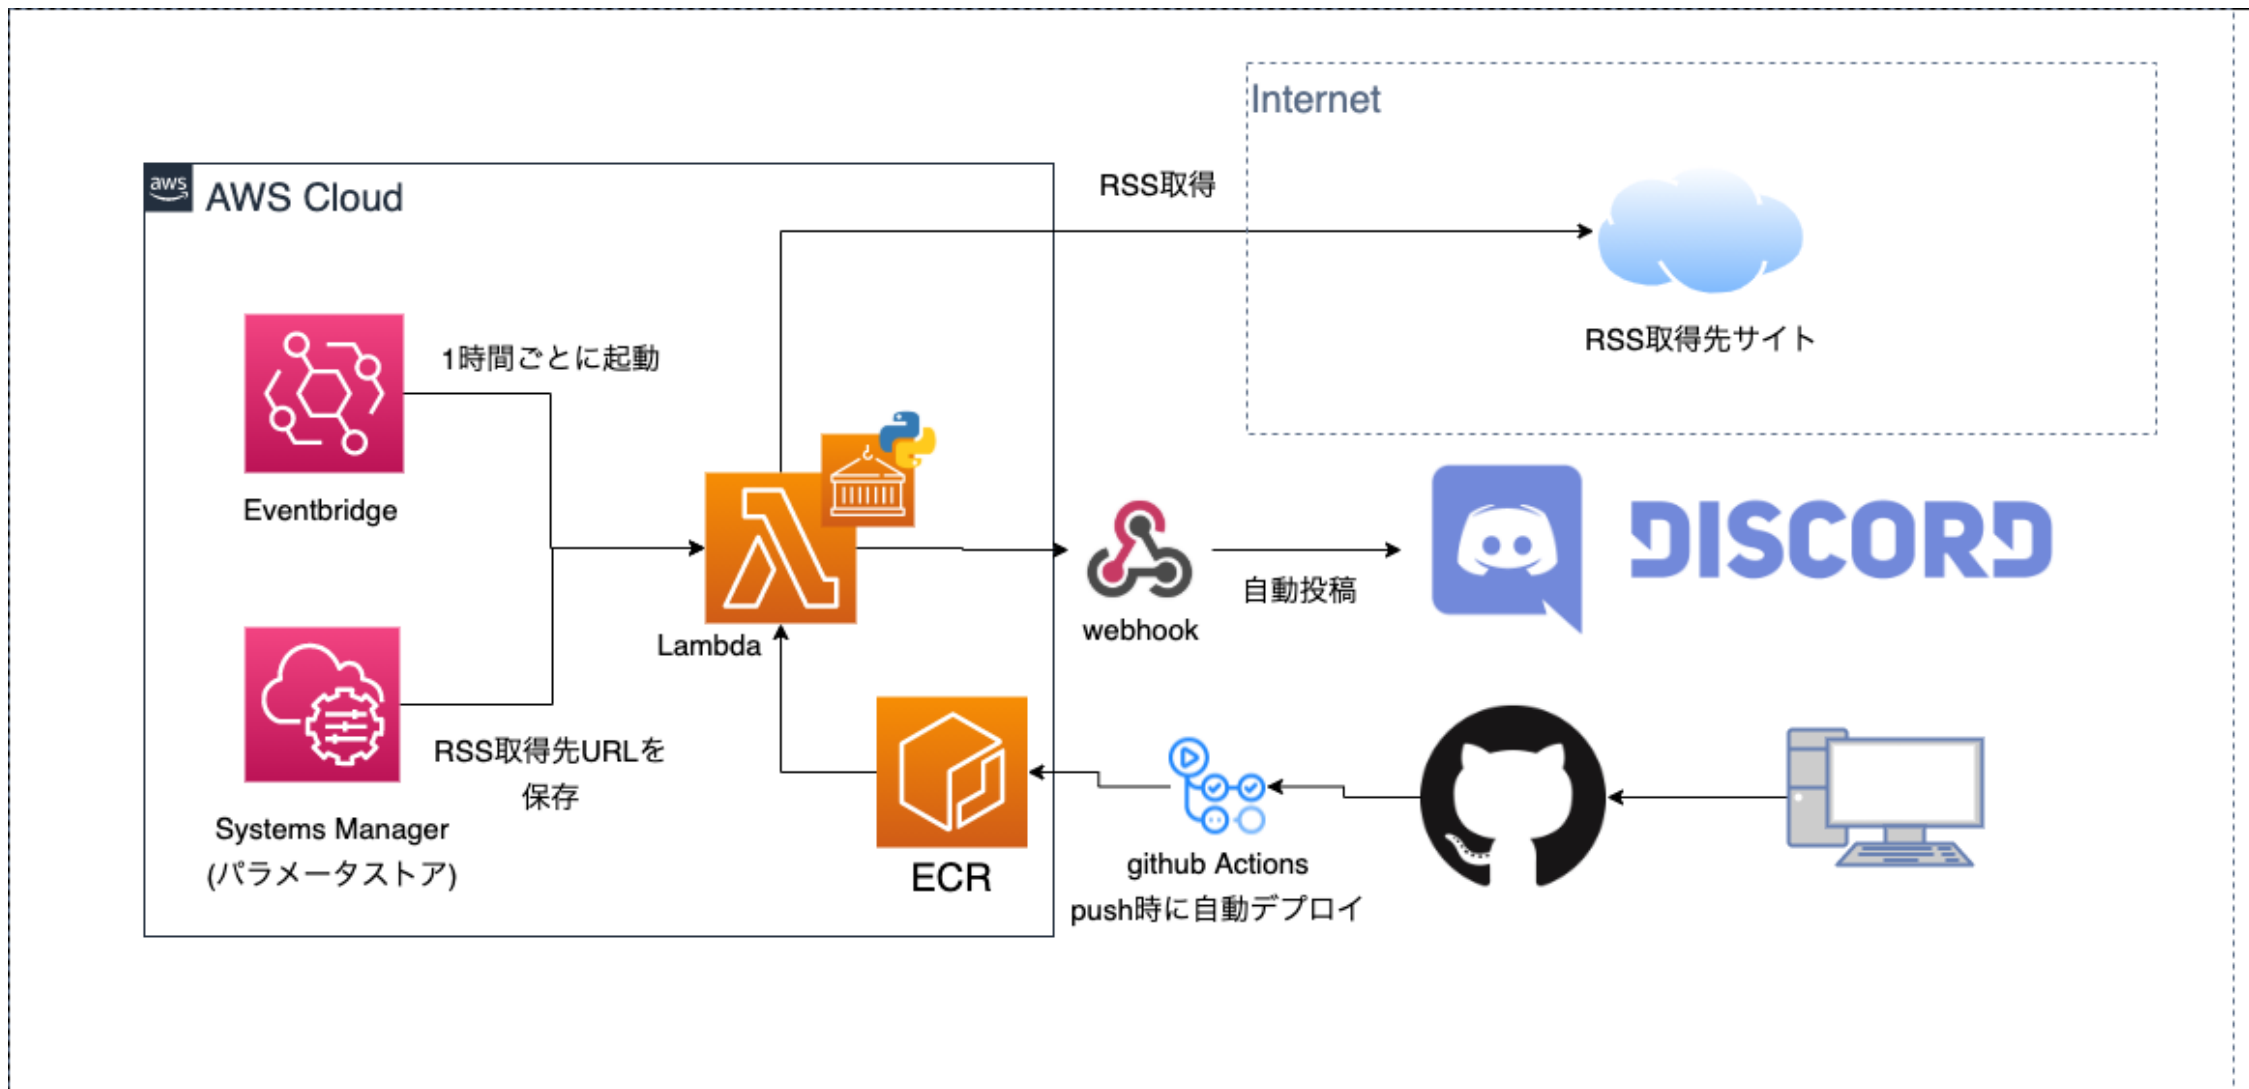 Internet
aws
AWS Cloud
RSS取得
RSS取得先サイト
1時間ごとに起動
Eventbridge
Lambda
webhook
自動投稿
DISCORD
RSS取得先URLを
保存
Systems Manager
(パラメータストア)
ECR
github Actions
push時に自動デプロイ